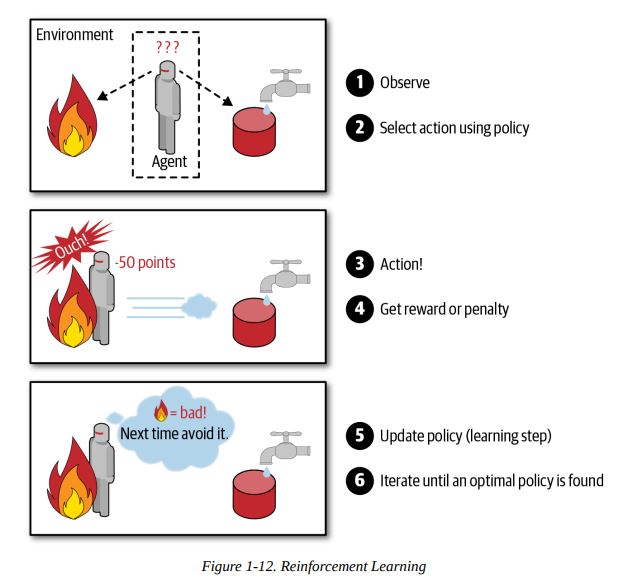 Environment
???
Agent
1 Observe
2 Select action using policy
Ouch!
-50 points
3 Action!
4 Get reward or penalty
= bad!
Next time avoid it.
5 Update policy (learning step)
6 Iterate until an optimal policy is found
Figure 1-12. Reinforcement Learning